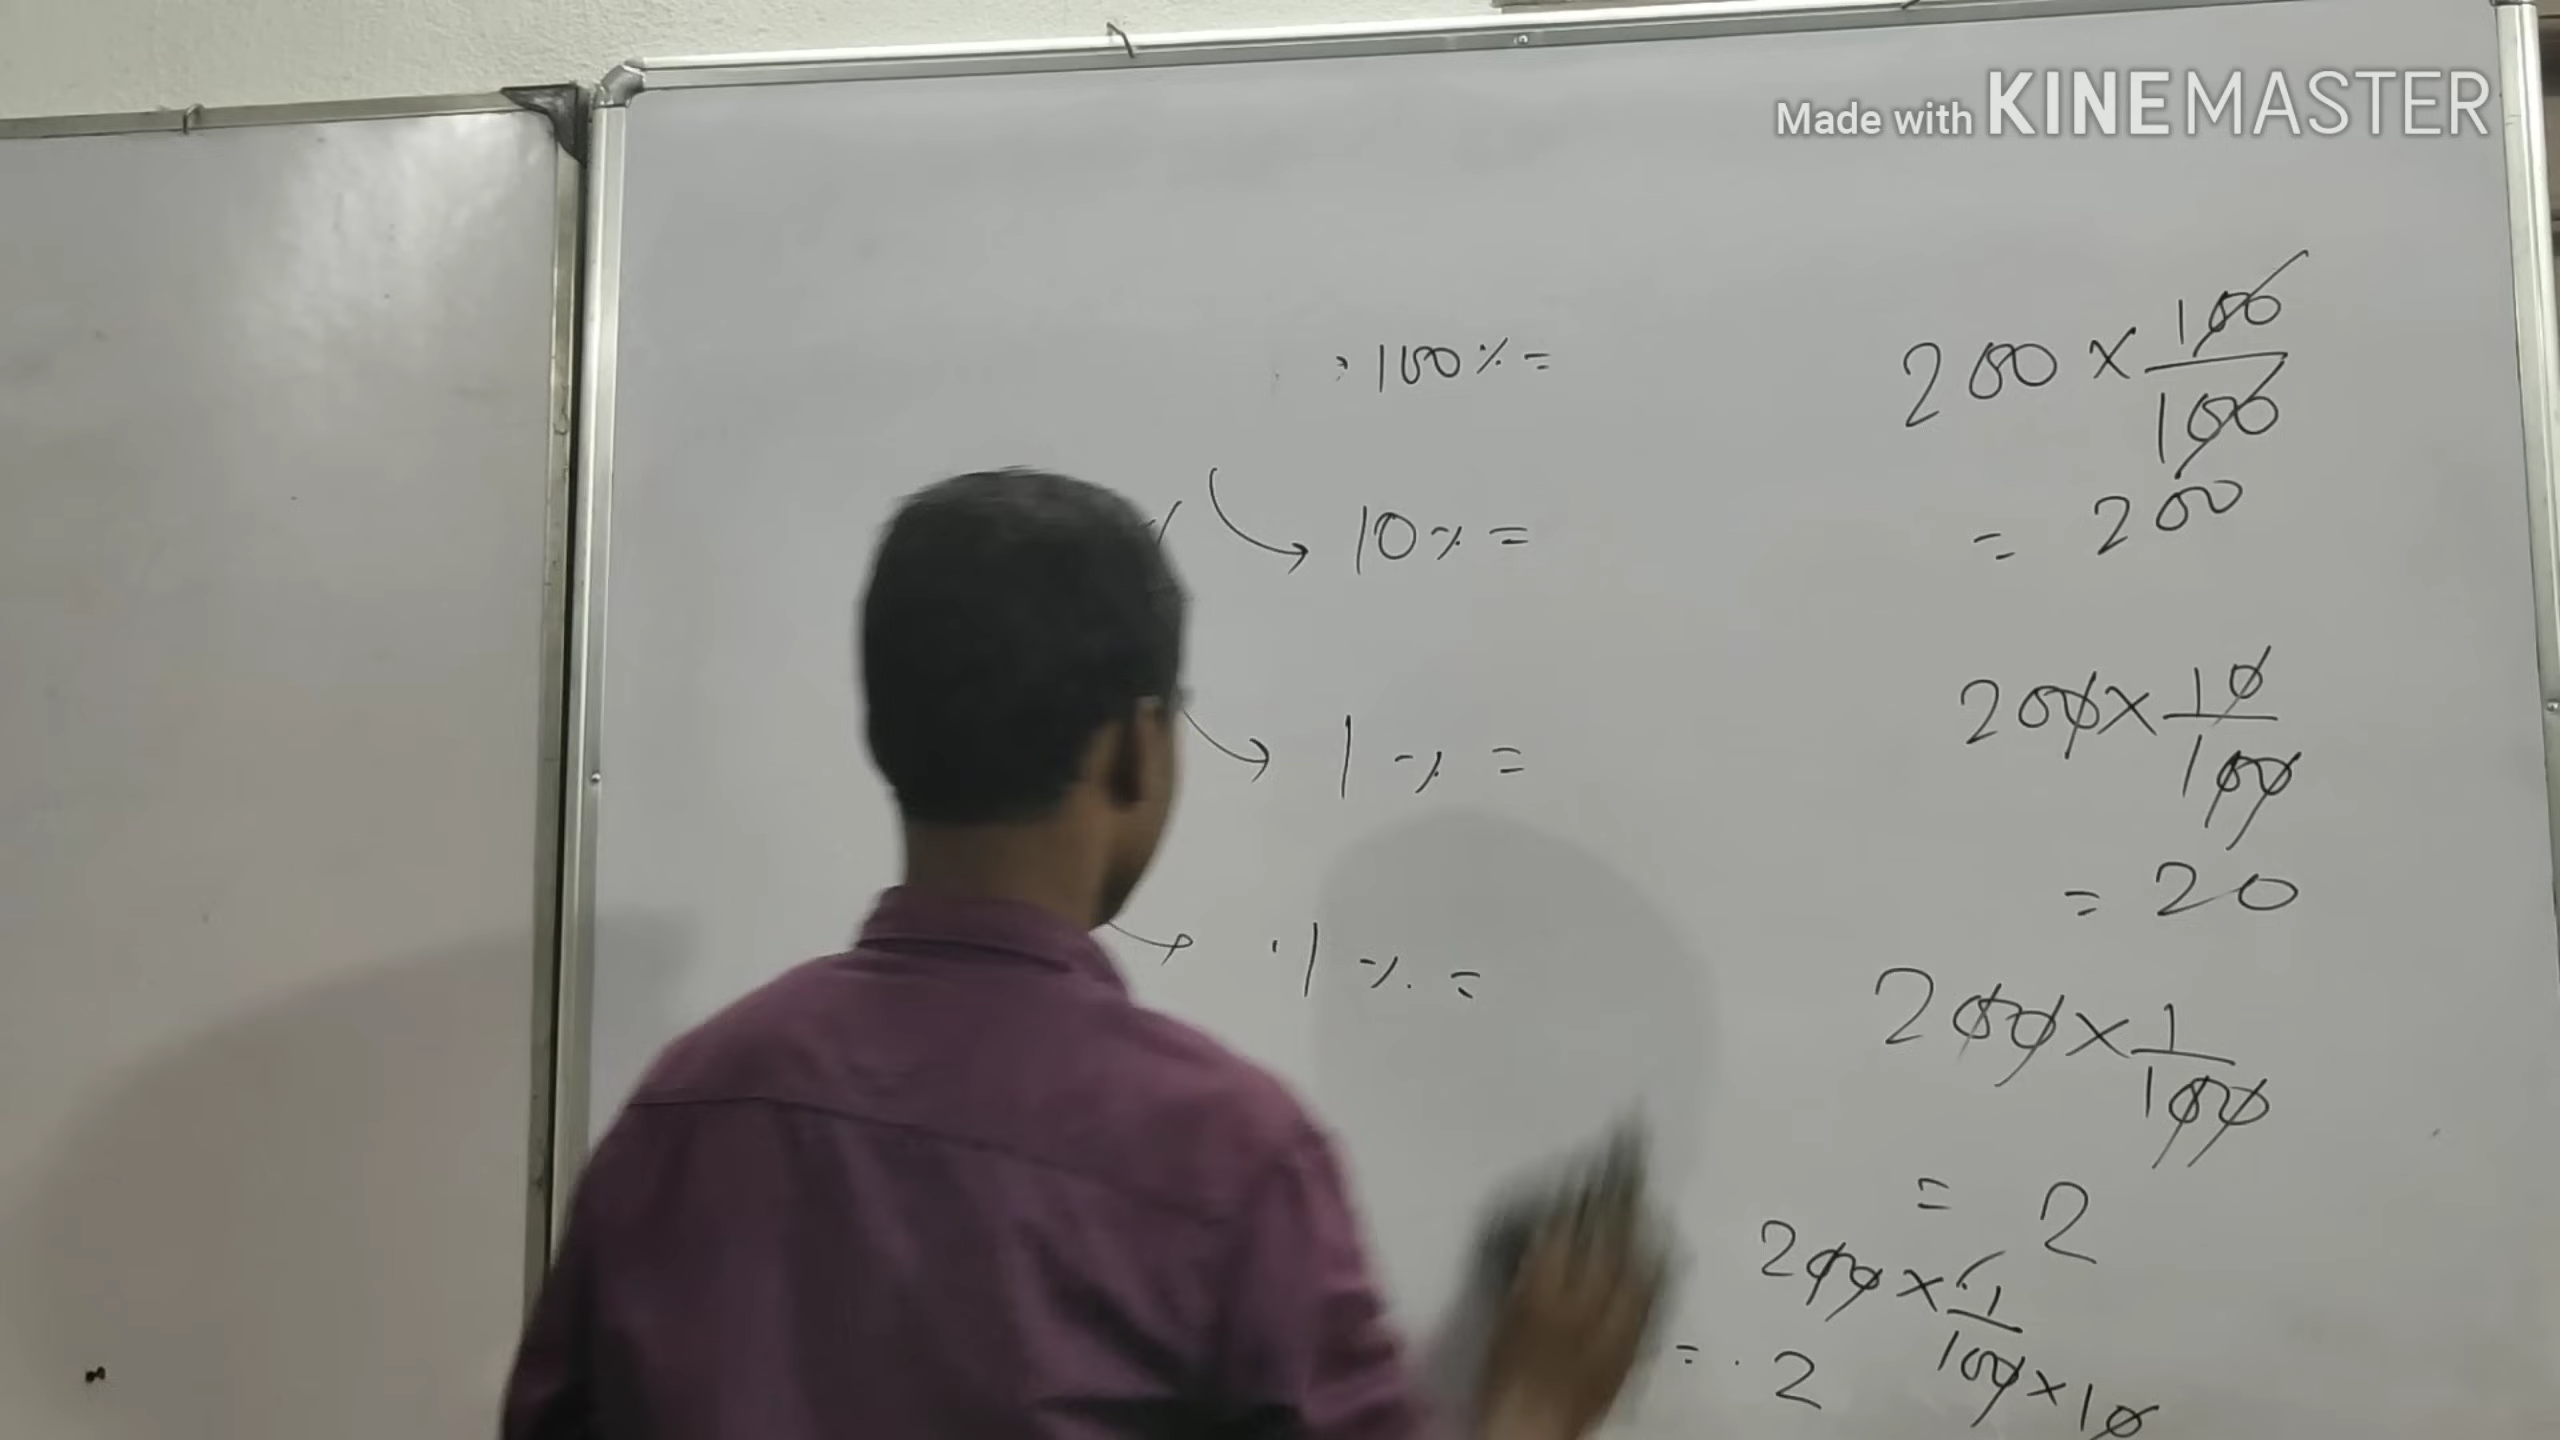 Made with KINEMASTER
100% =
10% =
1% =
.1% =
200 × 100/100
= 200
200 × 10/100
= 20
200 × 1/100
= 2
200 × .1/100×10
= .2